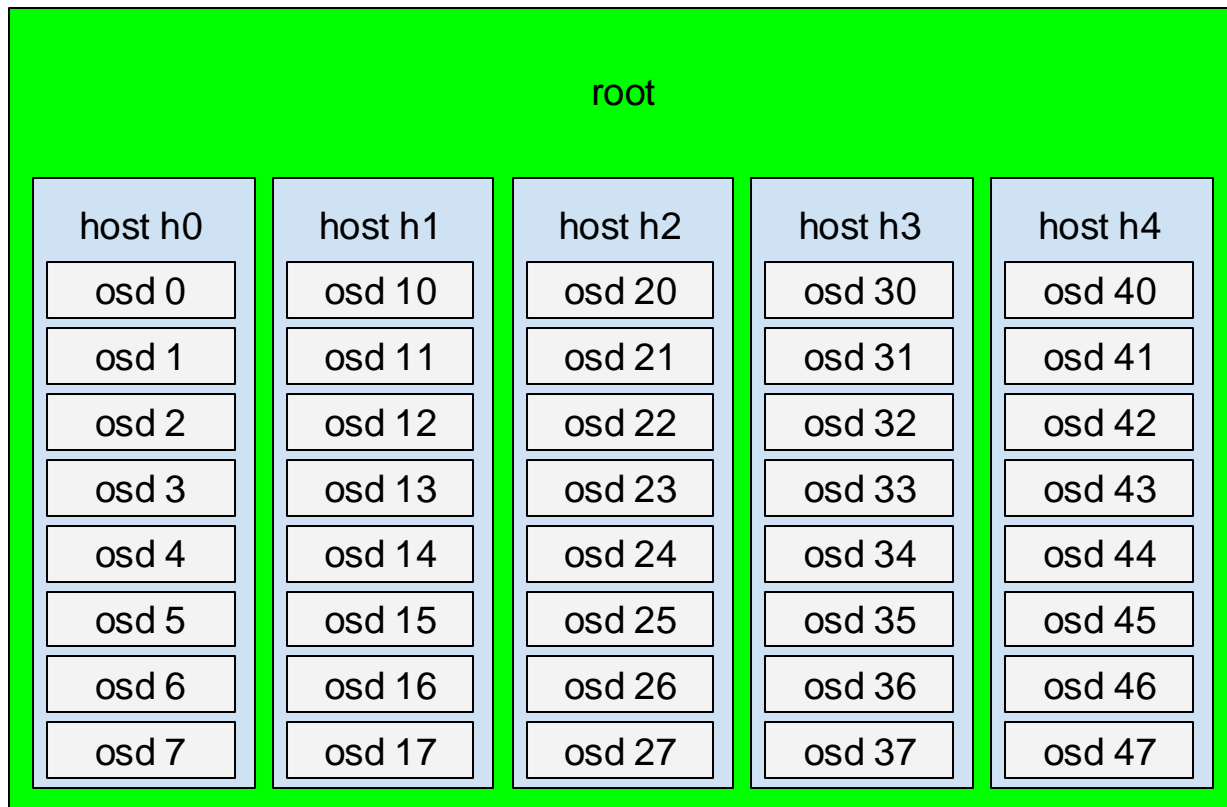 root
host h0
osd 0
osd 1
osd 2
osd 3
osd 4
osd 5
osd 6
osd 7
host h1
osd 10
osd 11
osd 12
osd 13
osd 14
osd 15
osd 16
osd 17
host h2
osd 20
osd 21
osd 22
osd 23
osd 24
osd 25
osd 26
osd 27
host h3
osd 30
osd 31
osd 32
osd 33
osd 34
osd 35
osd 36
osd 37
host h4
osd 40
osd 41
osd 42
osd 43
osd 44
osd 45
osd 46
osd 47